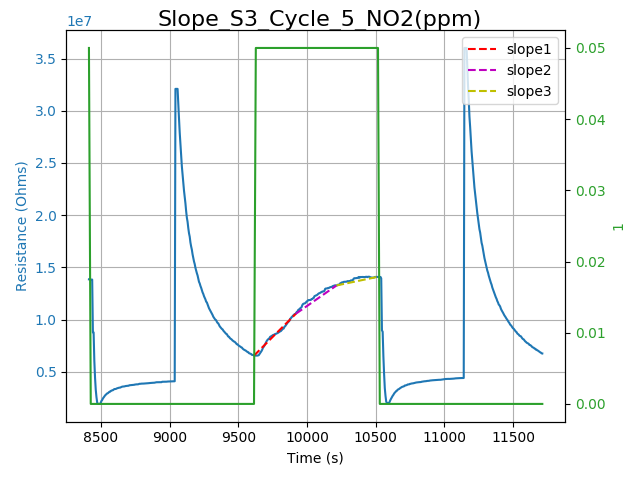 Slope_S3_Cycle_5_NO2(ppm)
1e7
3.5
3.0
2.5
2.0
1.5
1.0
0.5
Resistance (Ohms)
slope1
slope2
slope3
0.05
0.04
0.03
0.02
0.01
0.00
1
8500 9000 9500 10000 10500 11000 11500
Time (s)